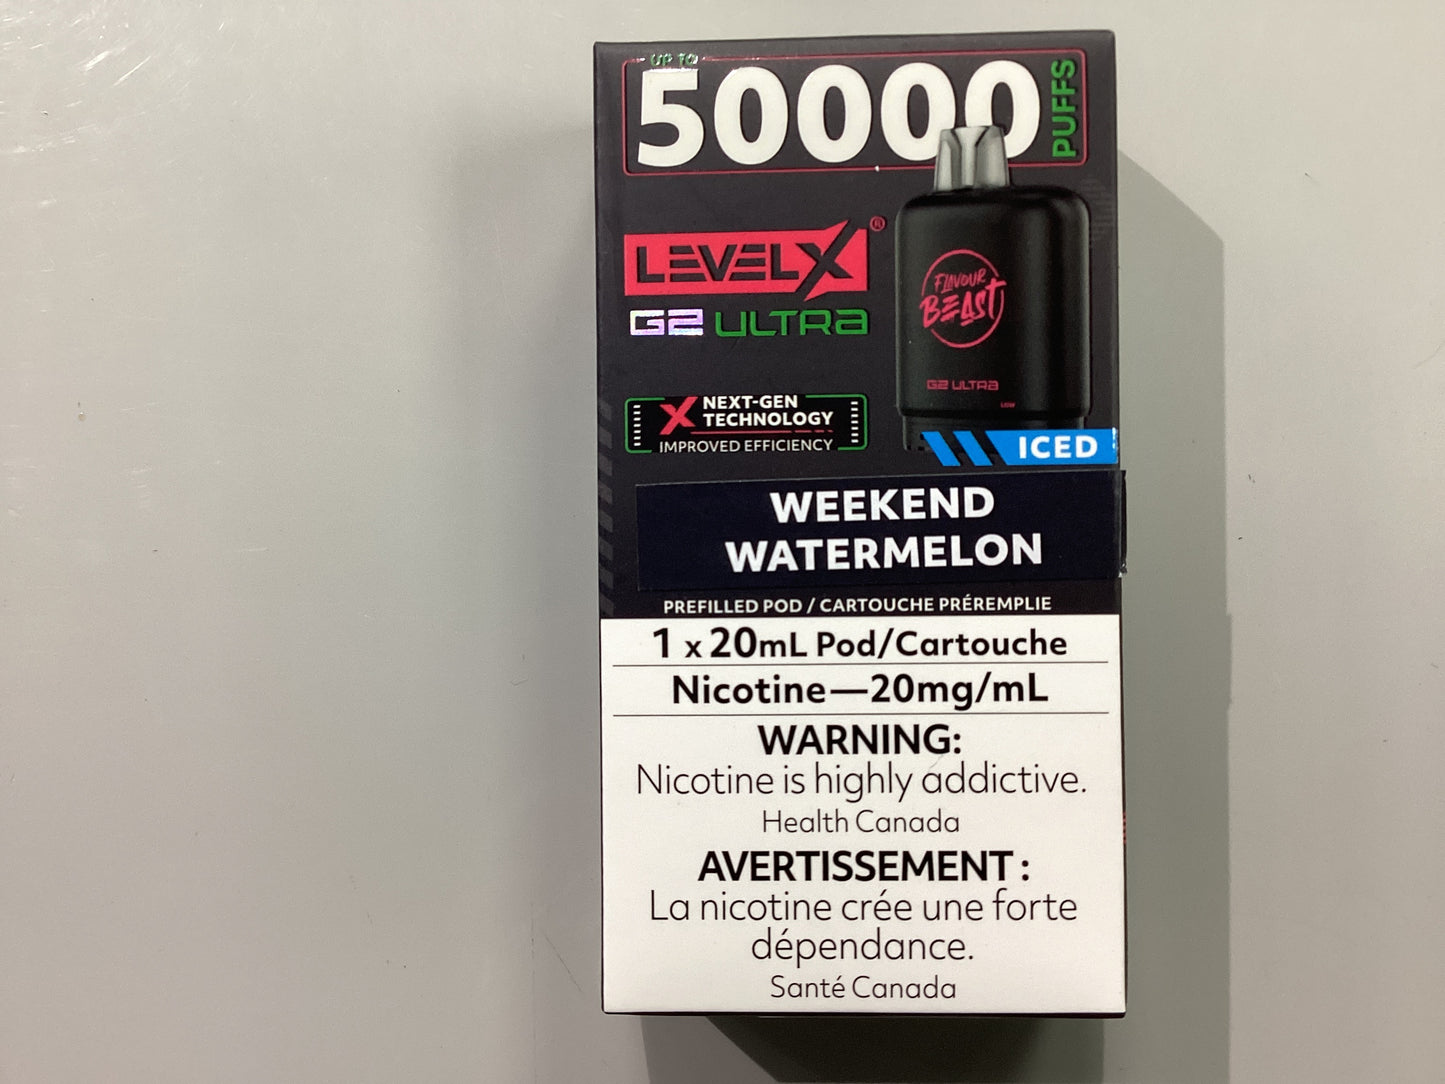 UP TO
50000
PUFFS
LEVELX®
G2 ULTRA
FLAVOUR
BEAST
G2 ULTRA
X NEXT-GEN
TECHNOLOGY
IMPROVED EFFICIENCY
ICED
WEEKEND
WATERMELON
PREFILLED POD / CARTOUCHE PRÉREMPLIE
1 x 20mL Pod/Cartouche
Nicotine—20mg/mL
WARNING:
Nicotine is highly addictive.
Health Canada
AVERTISSEMENT :
La nicotine crée une forte
dépendance.
Santé Canada